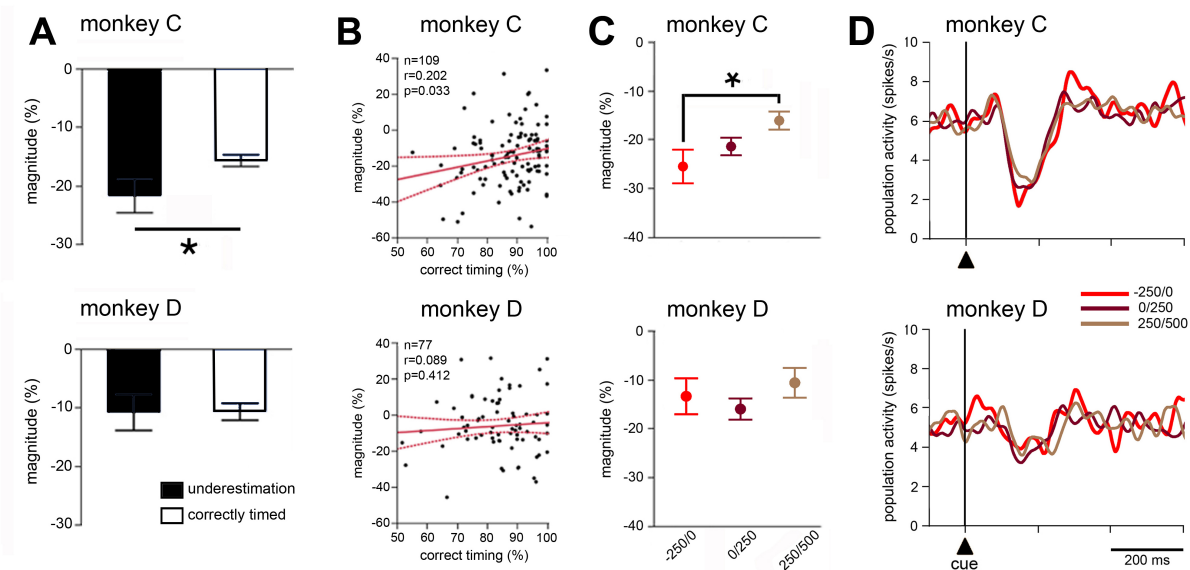 A
monkey C
magnitude (%)
0
-10
-20
-30
*
monkey D
magnitude (%)
0
-10
-20
-30
underestimation
correctly timed
B
monkey C
n=109
r=0.202
p=0.033
magnitude (%)
40
20
0
-20
-40
-60
50 60 70 80 90 100
correct timing (%)
monkey D
n=77
r=0.089
p=0.412
magnitude (%)
40
20
0
-20
-40
-60
50 60 70 80 90 100
correct timing (%)
C
monkey C
*
magnitude (%)
0
-10
-20
-30
-40
monkey D
magnitude (%)
0
-10
-20
-30
-40
-250/0 0/250 250/500
D
monkey C
population activity (spikes/s)
10
8
6
4
2
0
-250/0
0/250
250/500
monkey D
population activity (spikes/s)
10
8
6
4
2
0
cue
200 ms